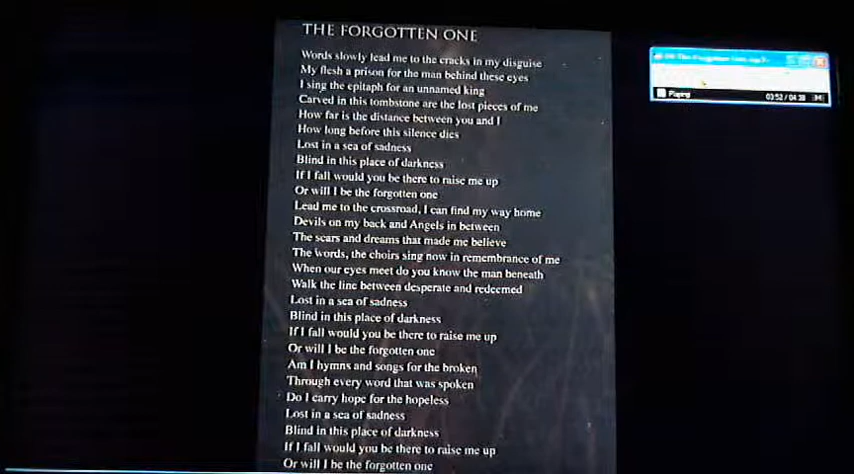 THE FORGOTTEN ONE
Words slowly lead me to the cracks in my disguise
My flesh a prison for the man behind these eyes
I sing the epitaph for an unnamed king
Carved in this tombstone are the lost pieces of me
How far is the distance between you and I
How long before this silence dies
Lost in a sea of sadness
Blind in this place of darkness
If I fall would you be there to raise me up
Or will I be the forgotten one
Lead me to the crossroad, I can find my way home
Devils on my back and Angels in between
The scars and dreams that made me believe
The words, the choirs sing now in remembrance of me
When our eyes meet do you know the man beneath
Walk the line between desperate and redeemed
Lost in a sea of sadness
Blind in this place of darkness
If I fall would you be there to raise me up
Or will I be the forgotten one
Am I hymns and songs for the broken
Through every word that was spoken
Do I carry hope for the hopeless
Lost in a sea of sadness
Blind in this place of darkness
If I fall would you be there to raise me up
Or will I be the forgotten one
The Forgotten
Playing
03:52 / 04:38